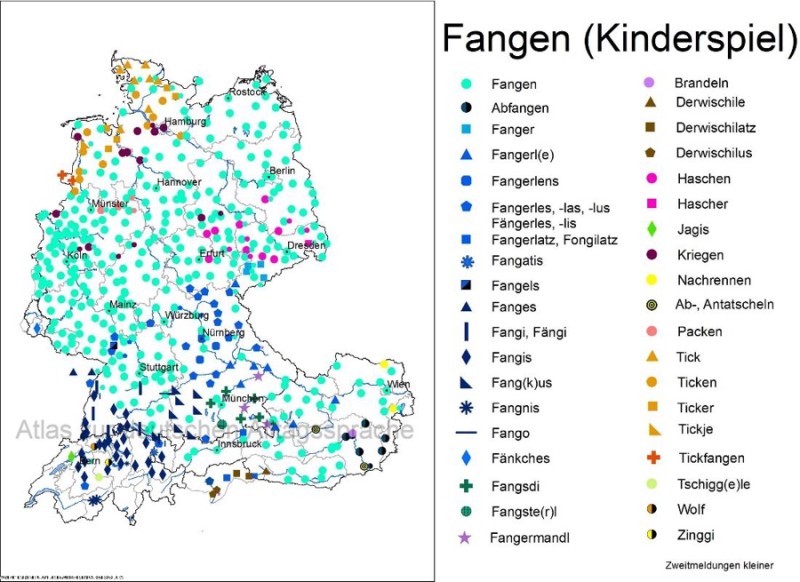 Fangen (Kinderspiel)
Fangen
Abfangen
Fanger
Fangerl(e)
Fangerlens
Fangerles, -las, -lus
Fängerles, -lis
Fangerlatz, Fongilatz
Fangatis
Fangels
Fanges
Fangi, Fängi
Fangis
Fang(k)us
Fangnis
Fango
Fänkches
Fangsdi
Fangste(r)l
Fangermandl
Brandeln
Derwischile
Derwischilatz
Derwischilus
Haschen
Hascher
Jagis
Kriegen
Nachrennen
Ab-, Antatscheln
Packen
Tick
Ticken
Ticker
Tickje
Tickfangen
Tschigg(e)le
Wolf
Zinggi
Zweitmeldungen kleiner
Rostock
Hamburg
Berlin
Hannover
Münster
Dresden
Erfurt
Köln
Mainz
Würzburg
Nürnberg
Stuttgart
Wien
München
Atlas zur deutschen Alltagssprache
Innsbruck
Bern